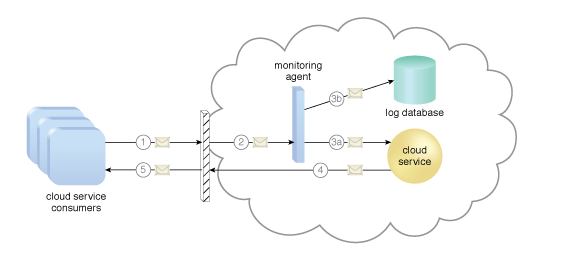 monitoring
agent
3b
log database
1
2
3a
cloud
service
5
4
cloud service
consumers